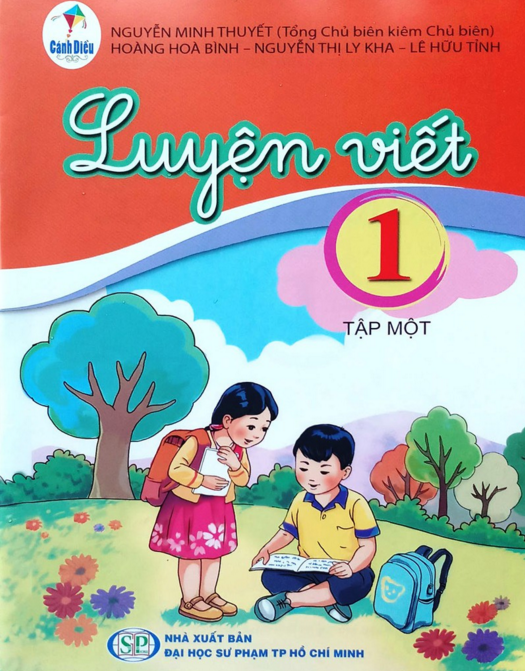 NGUYỄN MINH THUYẾT (Tổng Chủ biên kiêm Chủ biên)
HOÀNG HOÀ BÌNH – NGUYỄN THỊ LY KHA – LÊ HỮU TỈNH
Cánh Diều
Luyện viết
1
TẬP MỘT
SP
NHÀ XUẤT BẢN
ĐẠI HỌC SƯ PHẠM TP HỒ CHÍ MINH